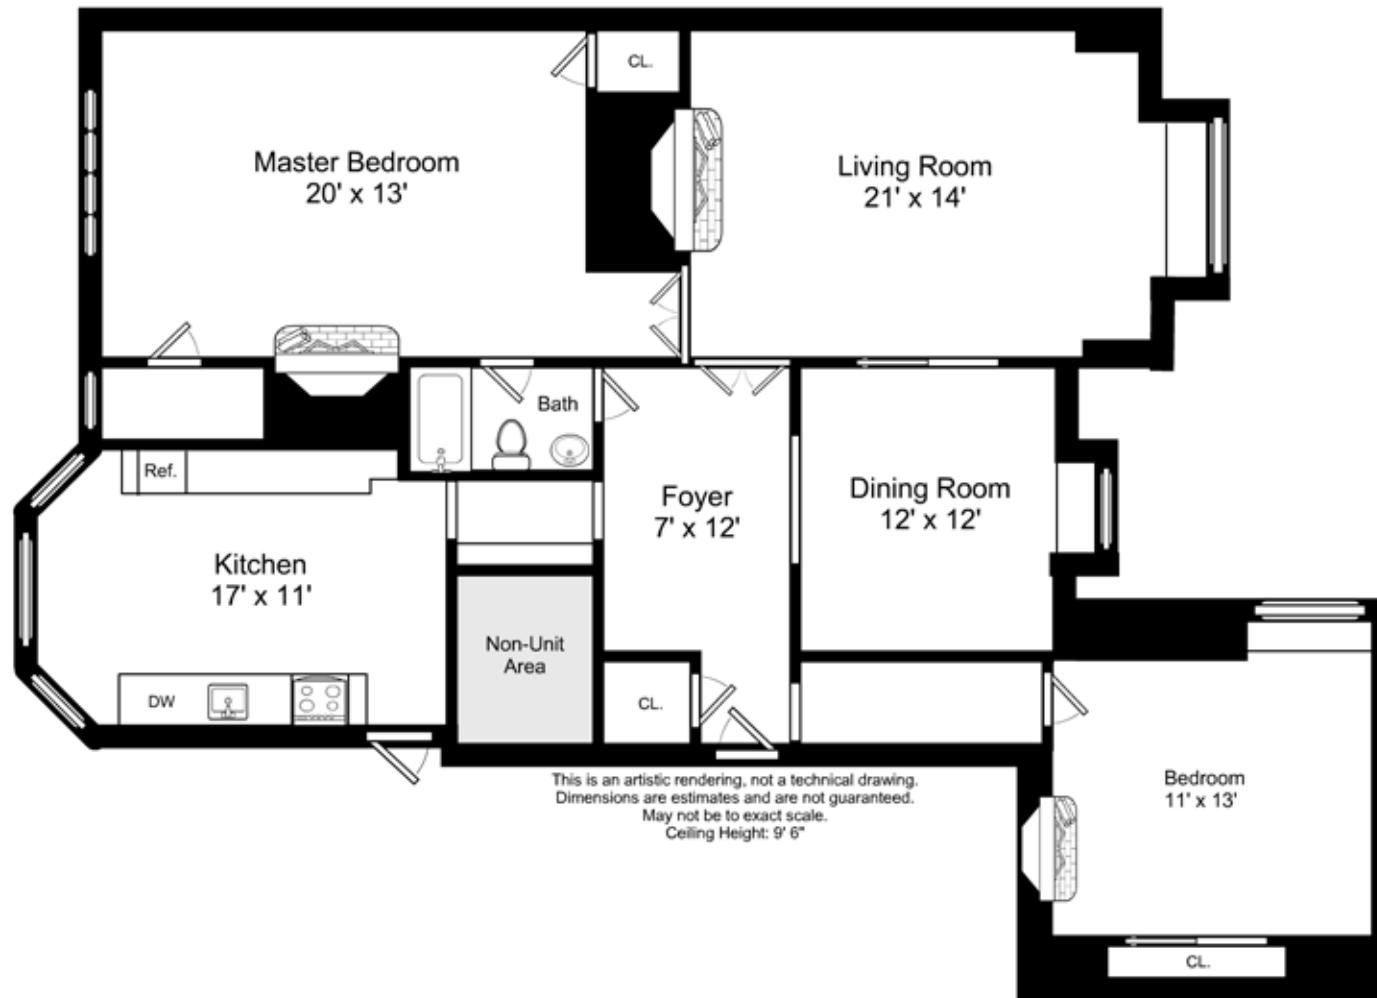 CL.
Master Bedroom
20' x 13'
Living Room
21' x 14'
Bath
Ref.
Foyer
7' x 12'
Dining Room
12' x 12'
Kitchen
17' x 11'
Non-Unit
Area
DW
CL.
This is an artistic rendering, not a technical drawing.
Dimensions are estimates and are not guaranteed.
May not be to exact scale.
Ceiling Height: 9' 6"
Bedroom
11' x 13'
CL.